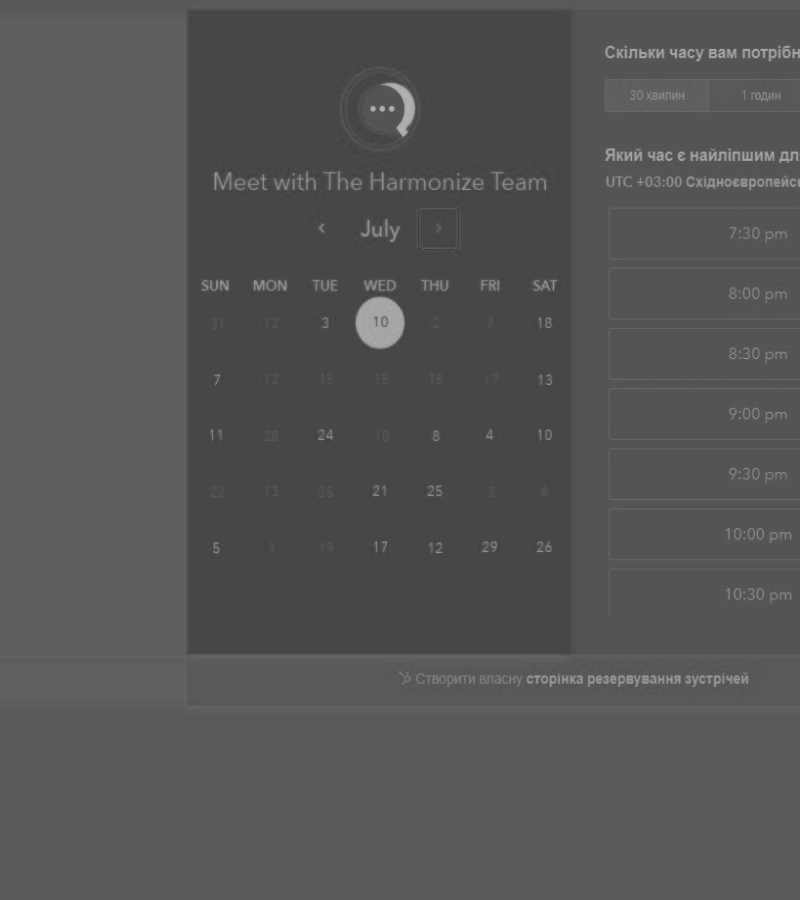 Meet with The Harmonize Team
July
SUN MON TUE WED THU FRI SAT
31 12 3 10 2 7 18
7 12 15 15 15 17 13
11 28 24 10 8 4 10
22 13 25 21 25 3 6
5 1 19 17 12 29 26
Скільки часу вам потрібн
30 хвилин 1 годин
Який час є найліпшим дл
UTC +03:00 Східноєвропейсь
7:30 pm
8:00 pm
8:30 pm
9:00 pm
9:30 pm
10:00 pm
10:30 pm
Створити власну сторінка резервування зустрічей